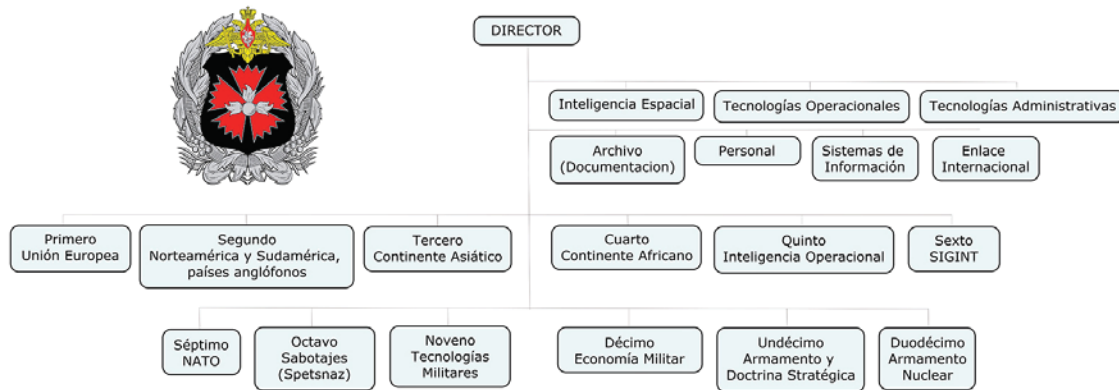 DIRECTOR
Inteligencia Espacial
Tecnologías Operacionales
Tecnologías Administrativas
Archivo
(Documentacion)
Personal
Sistemas de
Información
Enlace
Internacional
Primero
Unión Europea
Segundo
Norteamérica y Sudamérica,
países anglófonos
Tercero
Continente Asiático
Cuarto
Continente Africano
Quinto
Inteligencia Operacional
Sexto
SIGINT
Séptimo
NATO
Octavo
Sabotajes
(Spetsnaz)
Noveno
Tecnologías
Militares
Décimo
Economía Militar
Undécimo
Armamento y
Doctrina Stratégica
Duodécimo
Armamento
Nuclear